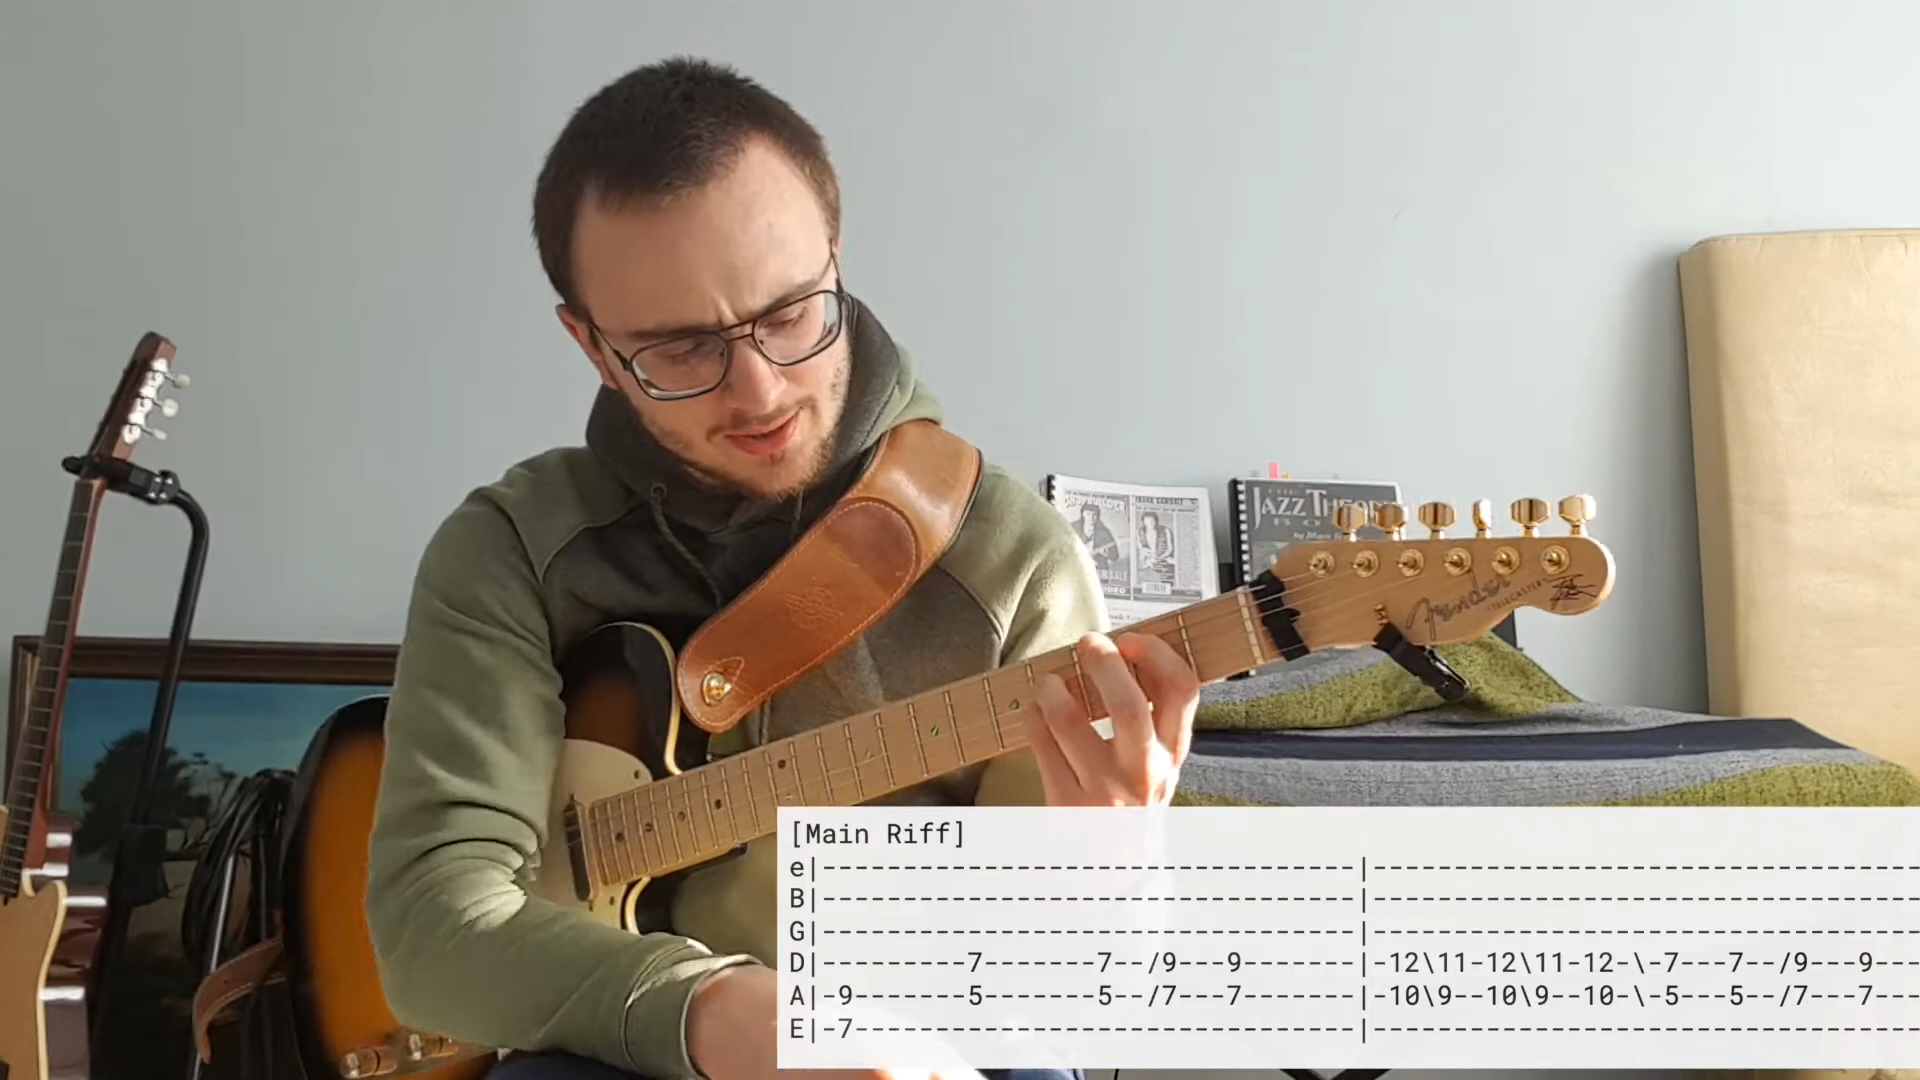 JAZZ THEORY
Fender
TELECASTER
[Main Riff]
e|---------------------------------|----------------------------------
B|---------------------------------|----------------------------------
G|---------------------------------|----------------------------------
D|---------7-------7--/9---9-------|-12\11-12\11-12-\-7---7--/9---9---
A|-9-------5-------5--/7---7-------|-10\9--10\9--10-\-5---5--/7---7---
E|-7-------------------------------|----------------------------------